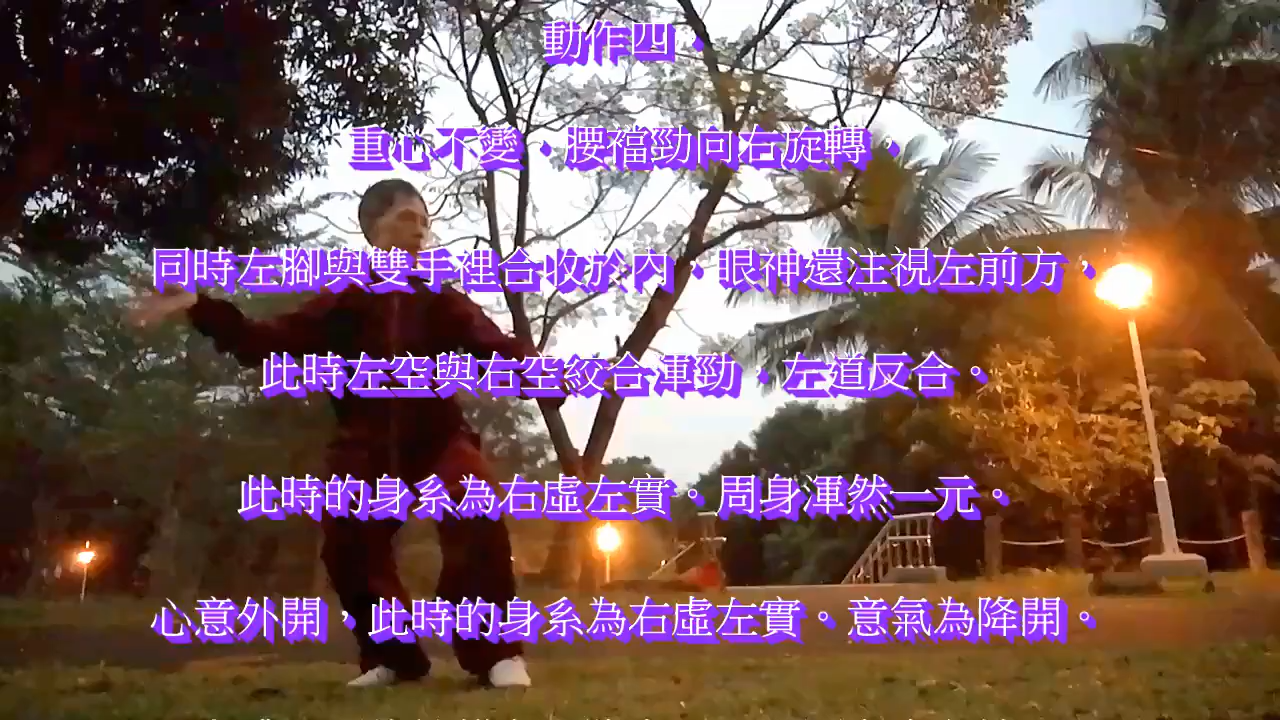 動作四、
重心不變、腰襠勁向右旋轉，
同時左腳與雙手裡合收於內、眼神還注視左前方，
此時左空與右空絞合渾勁、左道反合。
此時的身系為右虛左實。周身渾然一元。
心意外開，此時的身系為右虛左實。意氣為降開。